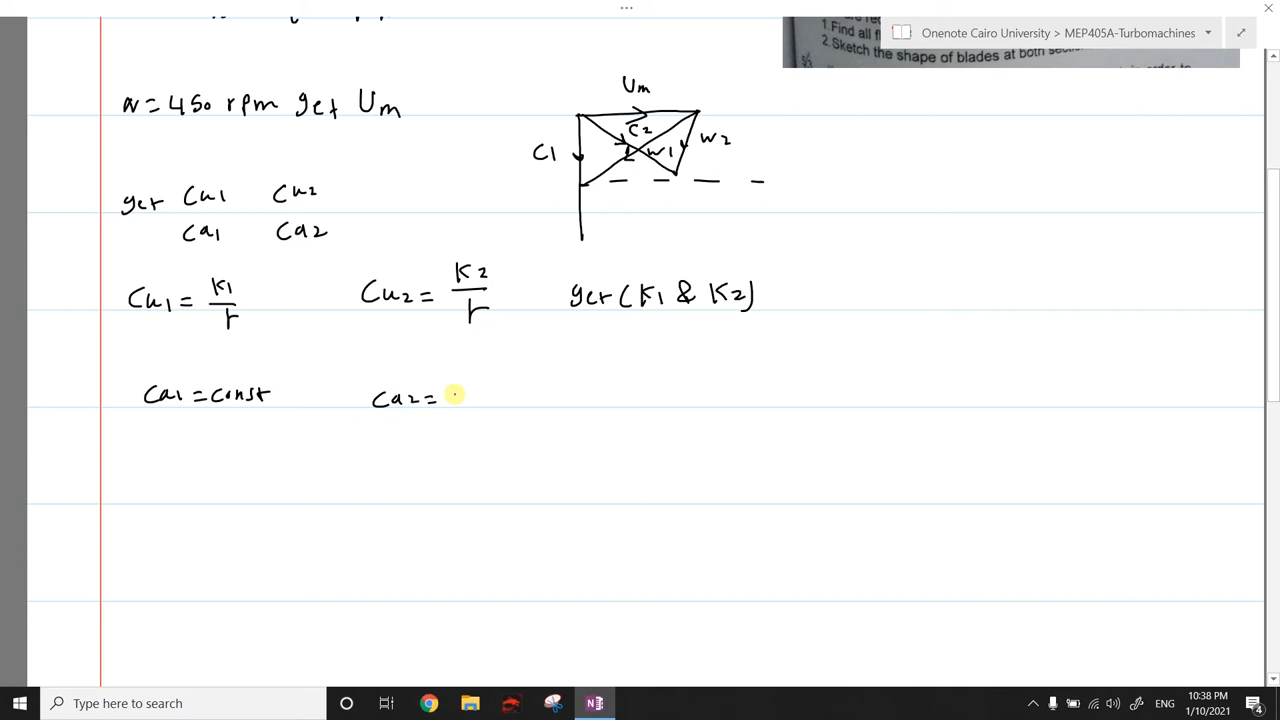 Onenote Cairo University > MEP405A-Turbomachines
1.Find all f
2.Sketch the shape of blades at both sec
N = 450 rpm get Um
Um
C1
C2
W1
W2
get Cu1 Cu2
Ca1 Ca2
Cu1 = K1/r Cu2 = K2/r get (K1 & K2)
Ca1 = const Ca2 =
Type here to search
ENG
10:38 PM
1/10/2021
4